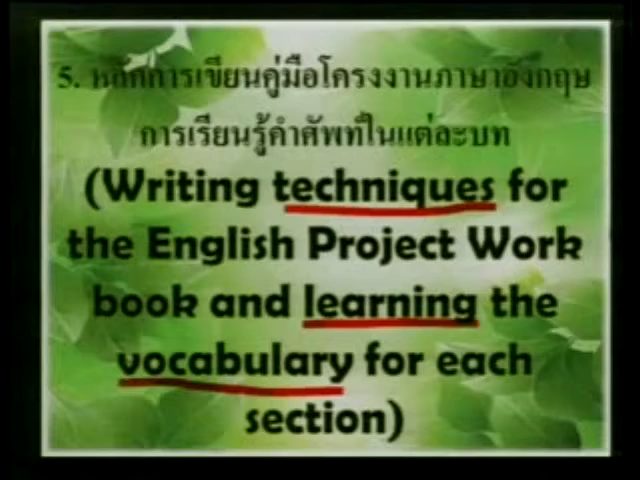 5. หลักการเขียนคู่มือโครงงานภาษาอังกฤษ
การเรียนรู้คำศัพท์ในแต่ละบท
(Writing techniques for
the English Project Work
book and learning the
vocabulary for each
section)